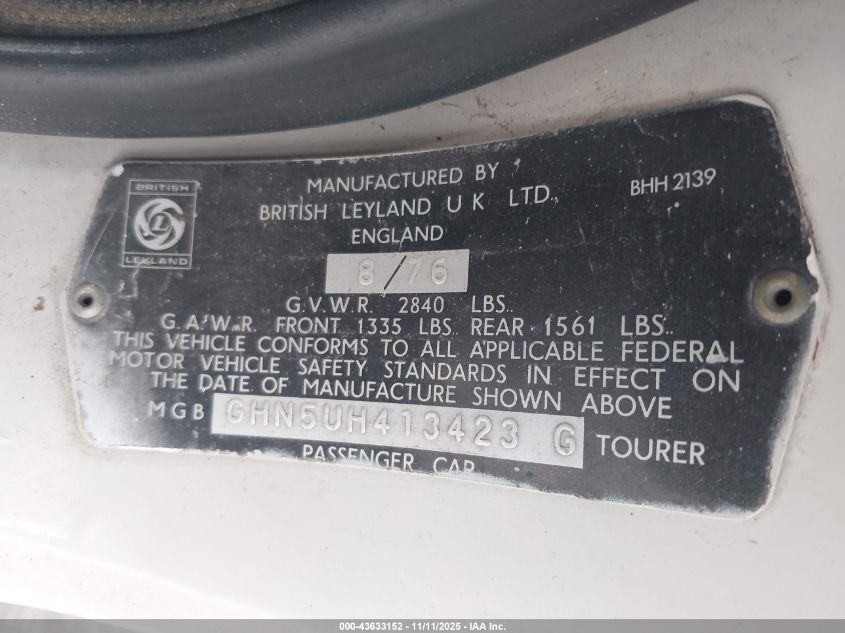 MANUFACTURED BY
BRITISH LEYLAND U K LTD.
ENGLAND
BHH 2139
BRITISH
L
LEYLAND
8/76
G.V.W.R. 2840 LBS.
G.A.W.R. FRONT 1335 LBS. REAR 1561 LBS.
THIS VEHICLE CONFORMS TO ALL APPLICABLE FEDERAL
MOTOR VEHICLE SAFETY STANDARDS IN EFFECT ON
THE DATE OF MANUFACTURE SHOWN ABOVE
MGB GHN5UH413423 G TOURER
PASSENGER CAR
000-43633152 - 11/11/2025 - IAA Inc.